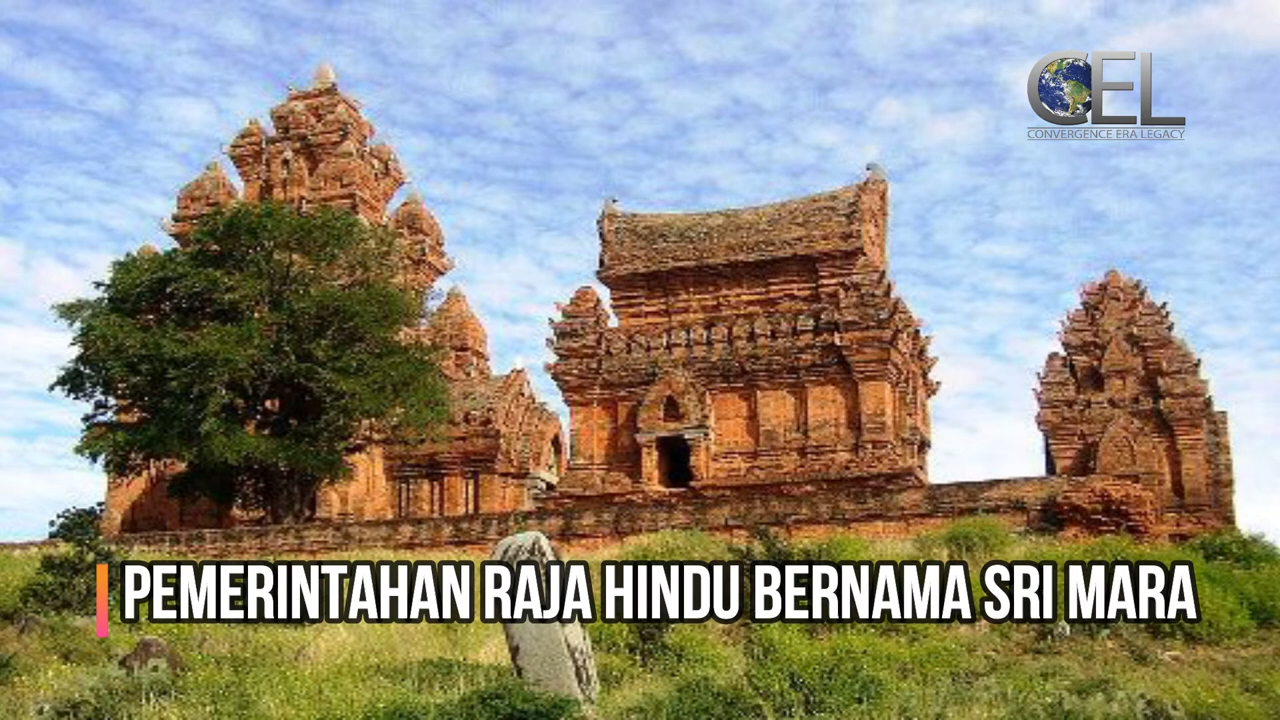 CEL
CONVERGENCE ERA LEGACY
PEMERINTAHAN RAJA HINDU BERNAMA SRI MARA